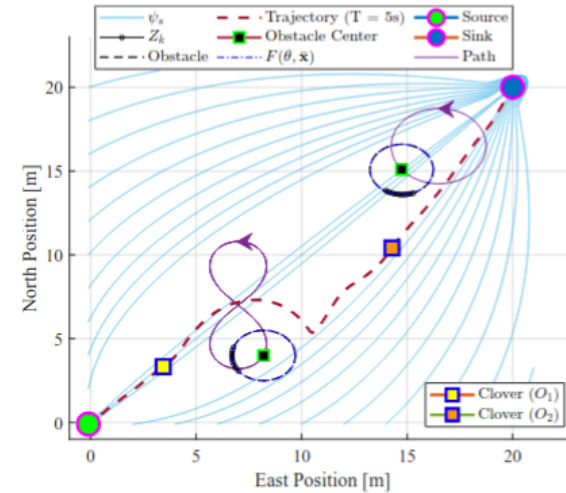 ψₛ Trajectory (T = 5s) Source
Zₖ Obstacle Center Sink
Obstacle F(θ, x̄) Path
North Position [m]
20
15
10
5
0
0 5 10 15 20
East Position [m]
Clover (O₁)
Clover (O₂)